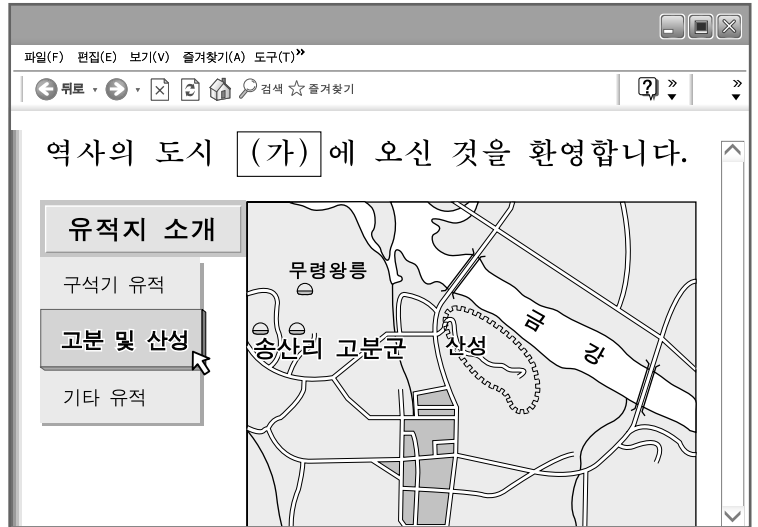 파일(F) 편집(E) 보기(V) 즐겨찾기(A) 도구(T)»
뒤로 검색 즐겨찾기 » »
역사의 도시 (가) 에 오신 것을 환영합니다.
유적지 소개
구석기 유적
고분 및 산성
기타 유적
무령왕릉
송산리 고분군
산성
금강